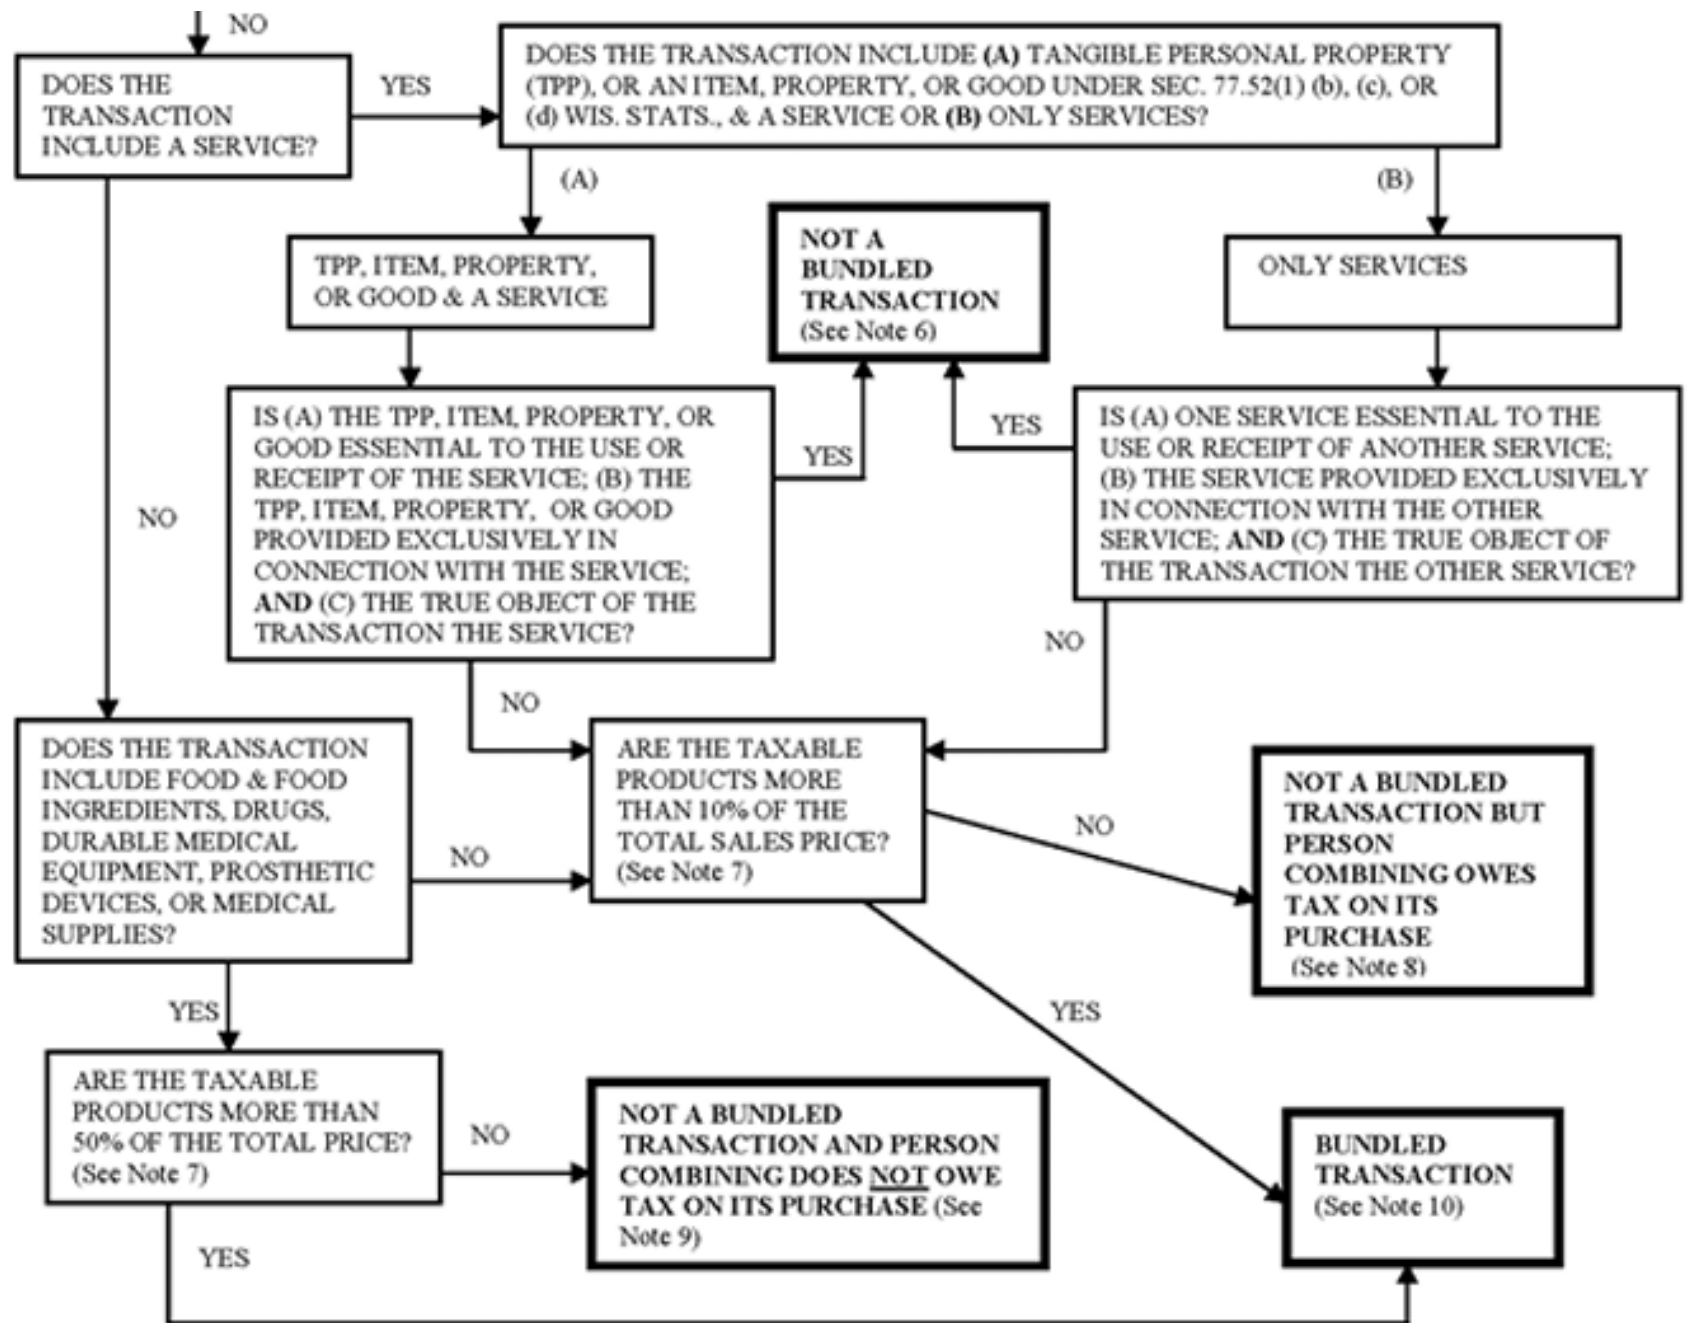 NO
DOES THE
TRANSACTION
INCLUDE A SERVICE?
YES
DOES THE TRANSACTION INCLUDE (A) TANGIBLE PERSONAL PROPERTY
(TPP), OR AN ITEM, PROPERTY, OR GOOD UNDER SEC. 77.52(1) (b), (c), OR
(d) WIS. STATS., & A SERVICE OR (B) ONLY SERVICES?
(A)
(B)
TPP, ITEM, PROPERTY,
OR GOOD & A SERVICE
NOT A
BUNDLED
TRANSACTION
(See Note 6)
ONLY SERVICES
IS (A) THE TPP, ITEM, PROPERTY, OR
GOOD ESSENTIAL TO THE USE OR
RECEIPT OF THE SERVICE; (B) THE
TPP, ITEM, PROPERTY, OR GOOD
PROVIDED EXCLUSIVELY IN
CONNECTION WITH THE SERVICE;
AND (C) THE TRUE OBJECT OF THE
TRANSACTION THE SERVICE?
YES
YES
IS (A) ONE SERVICE ESSENTIAL TO THE
USE OR RECEIPT OF ANOTHER SERVICE;
(B) THE SERVICE PROVIDED EXCLUSIVELY
IN CONNECTION WITH THE OTHER
SERVICE; AND (C) THE TRUE OBJECT OF
THE TRANSACTION THE OTHER SERVICE?
NO
NO
NO
DOES THE TRANSACTION
INCLUDE FOOD & FOOD
INGREDIENTS, DRUGS,
DURABLE MEDICAL
EQUIPMENT, PROSTHETIC
DEVICES, OR MEDICAL
SUPPLIES?
NO
ARE THE TAXABLE
PRODUCTS MORE
THAN 10% OF THE
TOTAL SALES PRICE?
(See Note 7)
NO
NOT A BUNDLED
TRANSACTION BUT
PERSON
COMBINING OWES
TAX ON ITS
PURCHASE
(See Note 8)
YES
YES
ARE THE TAXABLE
PRODUCTS MORE THAN
50% OF THE TOTAL PRICE?
(See Note 7)
NO
NOT A BUNDLED
TRANSACTION AND PERSON
COMBINING DOES NOT OWE
TAX ON ITS PURCHASE (See
Note 9)
BUNDLED
TRANSACTION
(See Note 10)
YES